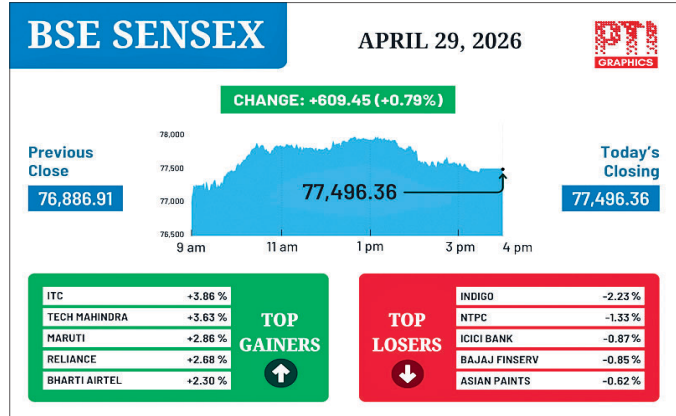 BSE SENSEX
APRIL 29, 2026
PTI
GRAPHICS
CHANGE: +609.45 (+0.79%)
Previous
Close
76,886.91
78,000
77,500
77,000
76,500
77,496.36
9 am
11 am
1 pm
3 pm
4 pm
Today's
Closing
77,496.36
ITC +3.86 %
TECH MAHINDRA +3.63 %
MARUTI +2.86 %
RELIANCE +2.68 %
BHARTI AIRTEL +2.30 %
TOP
GAINERS
TOP
LOSERS
INDIGO -2.23 %
NTPC -1.33 %
ICICI BANK -0.87 %
BAJAJ FINSERV -0.85 %
ASIAN PAINTS -0.62 %